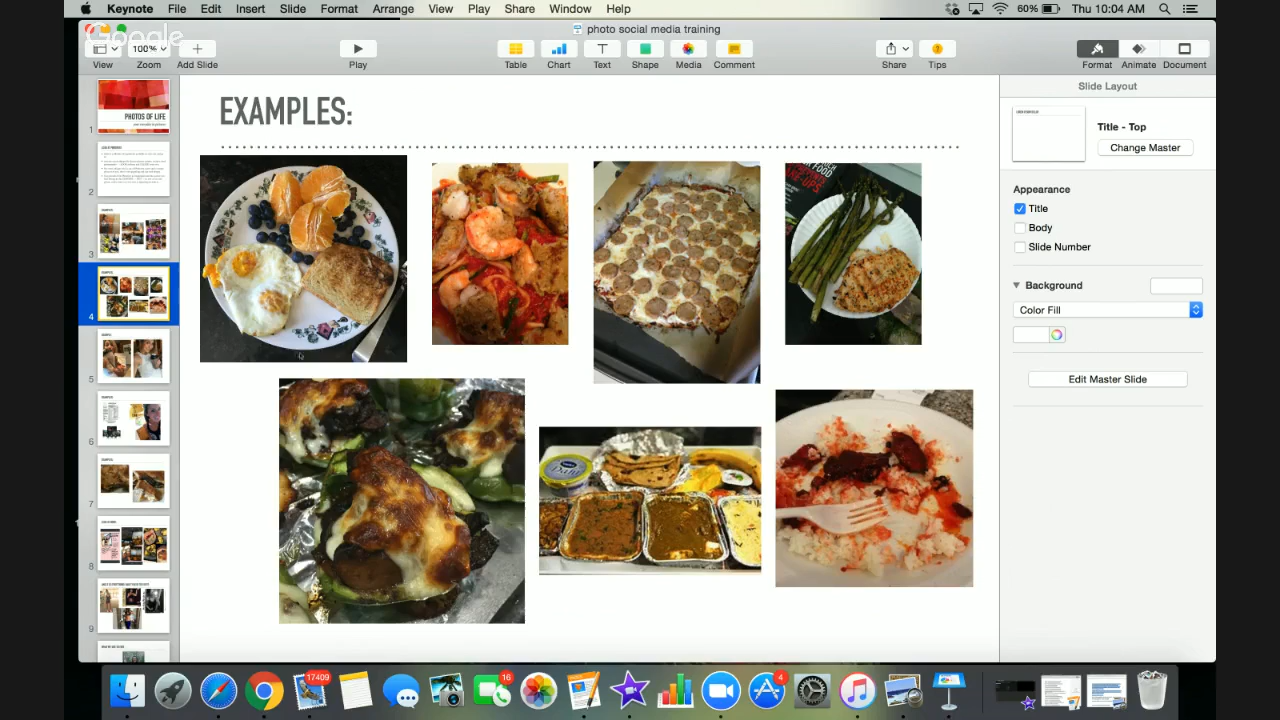 Keynote File Edit Insert Slide Format Arrange View Play Share Window Help
60% Thu 10:04 AM
Google
photo social media training
100%
View Zoom Add Slide Play Table Chart Text Shape Media Comment Share Tips Format Animate Document
EXAMPLES:
PHOTOS OF LIFE
1
2
3
4
5
6
7
8
9
Slide Layout
Title - Top
Change Master
Appearance
Title
Body
Slide Number
Background
Color Fill
Edit Master Slide
17409
16
4